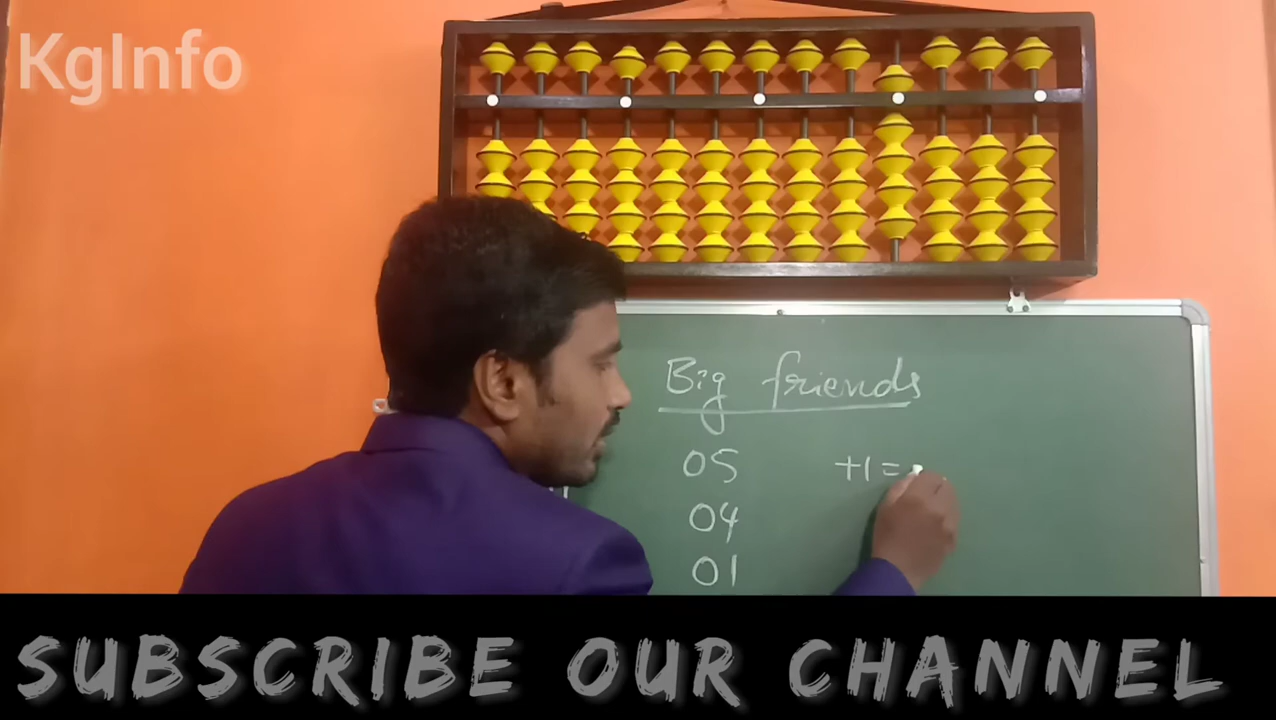 KgInfo
Big friends
05 +1=
04
01
SUBSCRIBE OUR CHANNEL